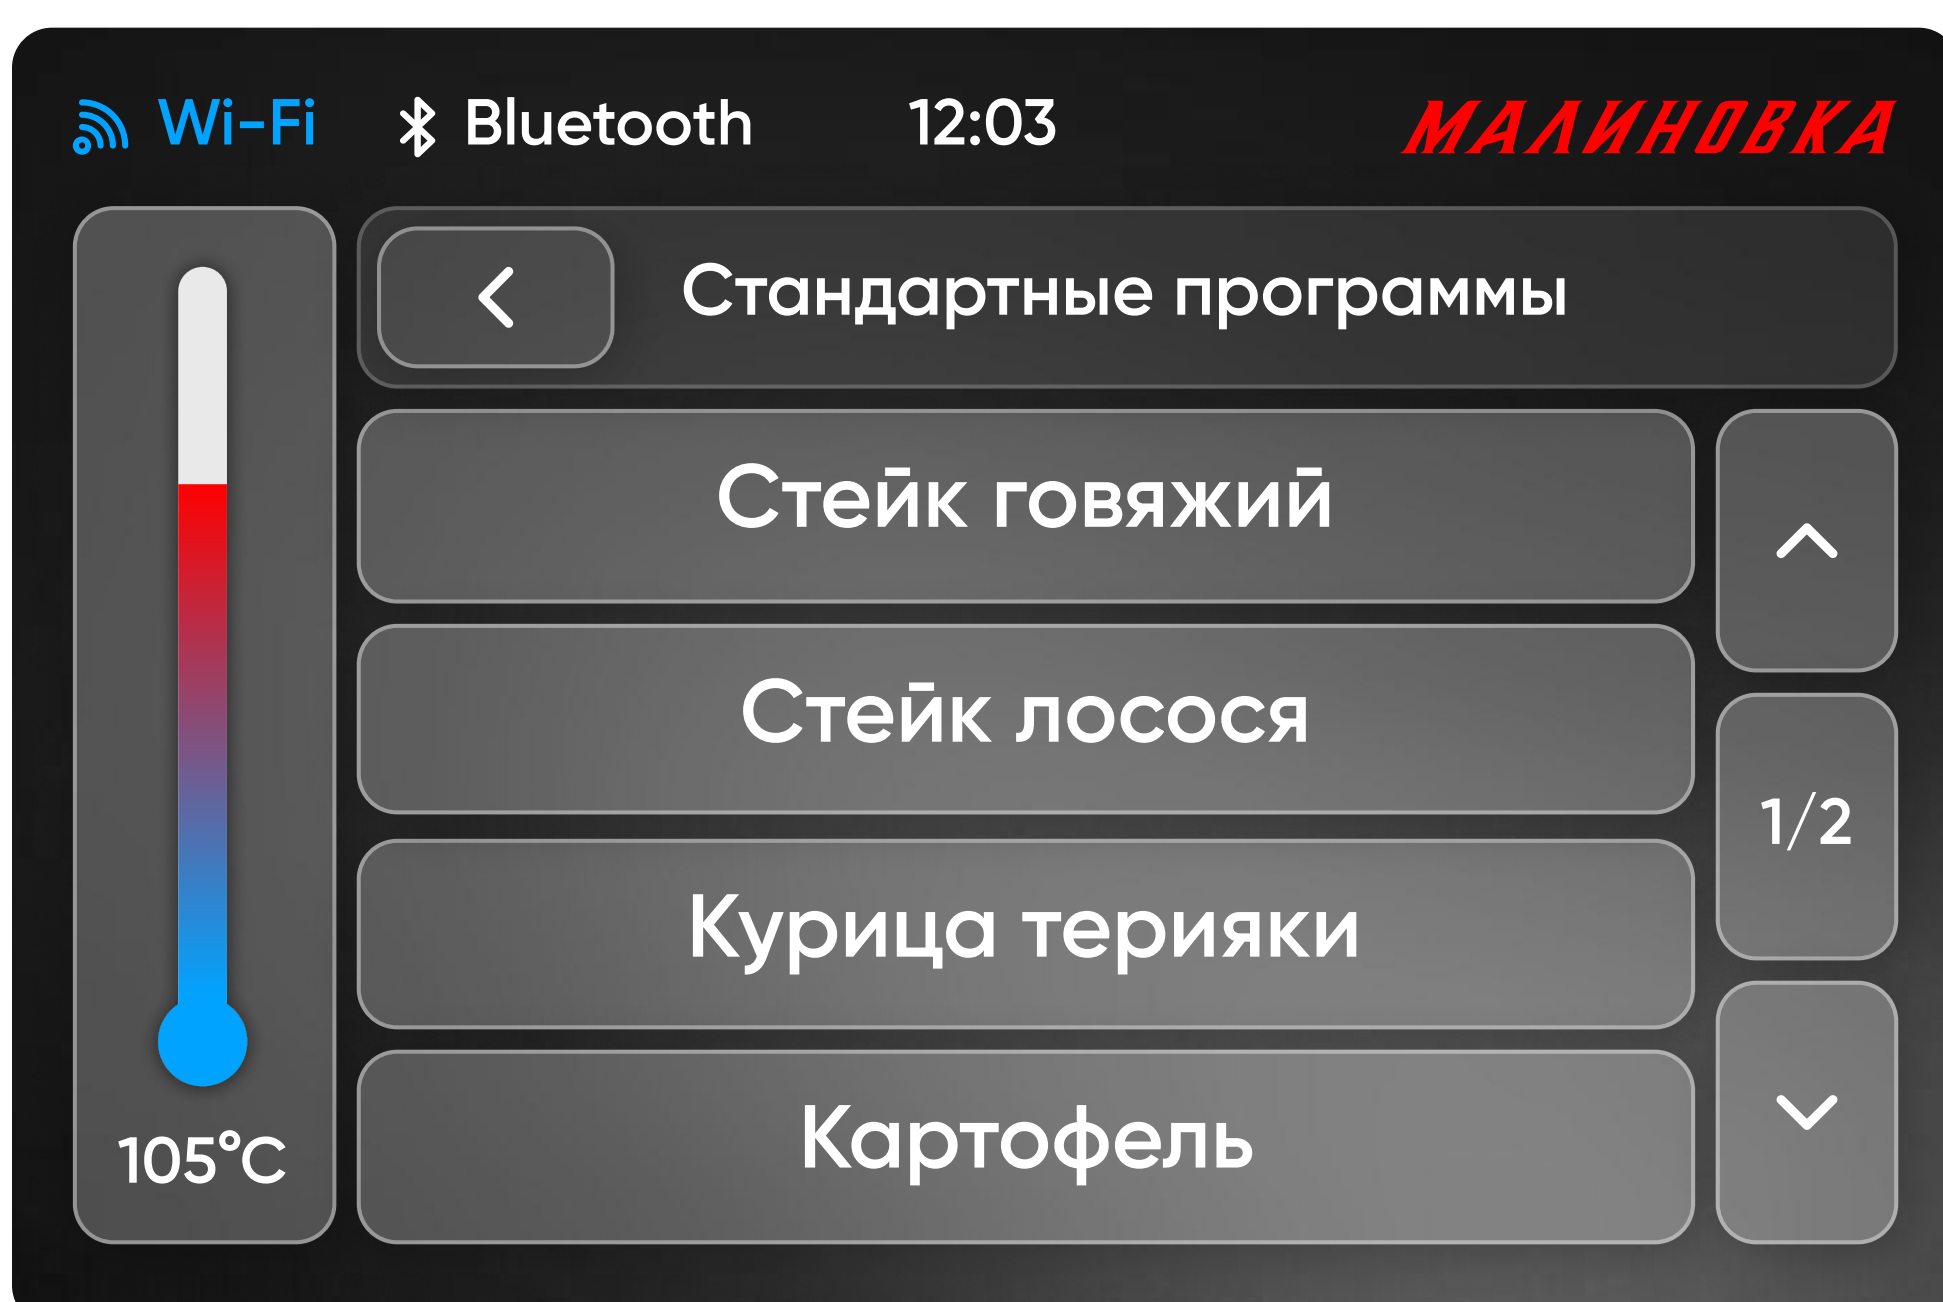 Wi-Fi Bluetooth 12:03 МАЛИНОВКА
Стандартные программы
Стейк говяжий
Стейк лосося
1/2
Курица терияки
Картофель
105°C